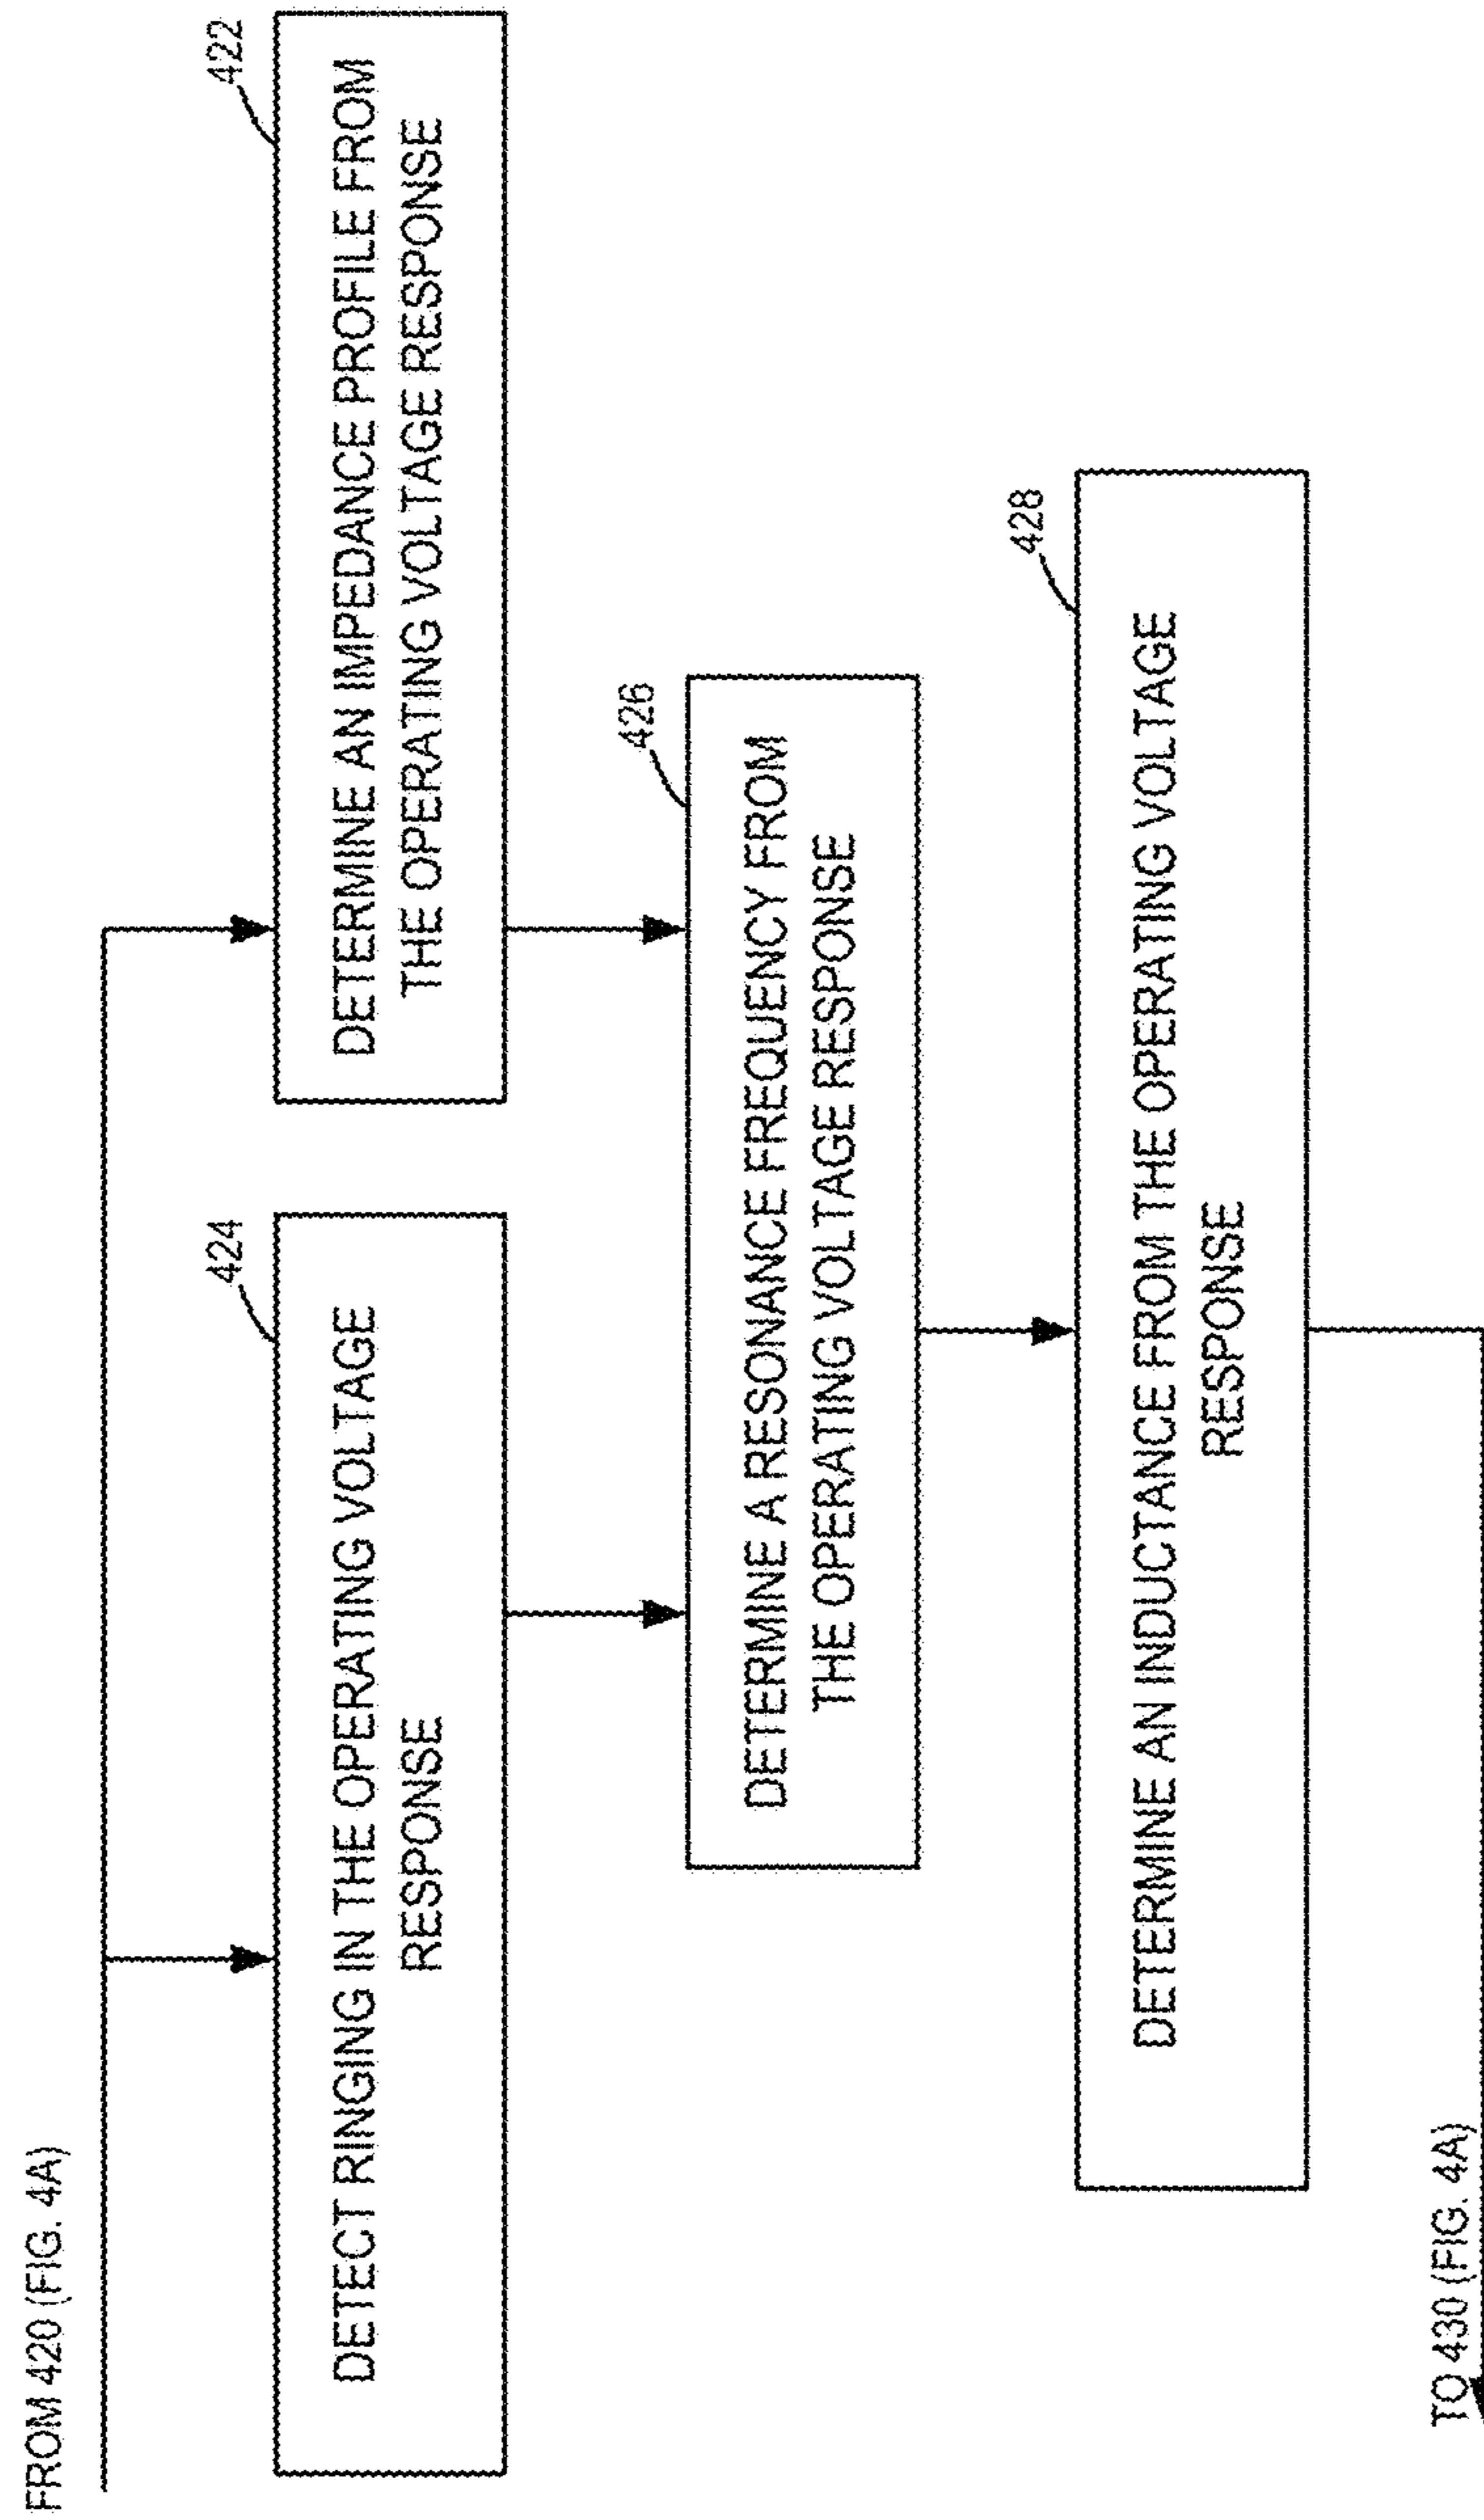 FROM 420 (FIG. 4A)
424
DETECT RINGING IN THE OPERATING VOLTAGE
RESPONSE
422
DETERMINE AN IMPEDANCE PROFILE FROM
THE OPERATING VOLTAGE RESPONSE
426
DETERMINE A RESONANCE FREQUENCY FROM
THE OPERATING VOLTAGE RESPONSE
428
DETERMINE AN INDUCTANCE FROM THE OPERATING VOLTAGE
RESPONSE
TO 430 (FIG. 4A)